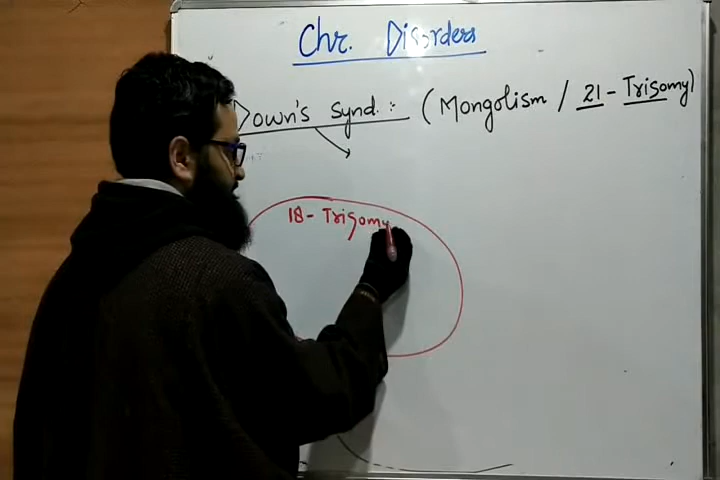 Chr. Disorders
Down's synd.:- (Mongolism / 21-Trisomy)
18- Trisomy